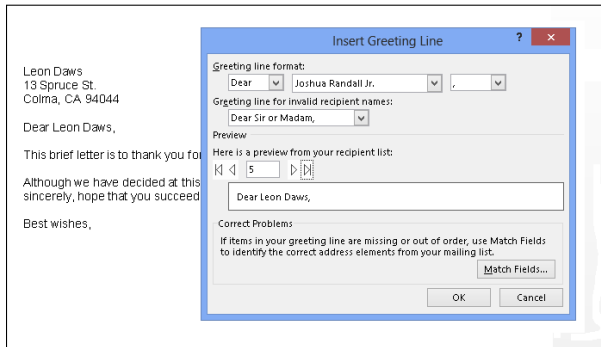 Leon Daws
13 Spruce St.
Colma, CA 94044
Dear Leon Daws,
This brief letter is to thank you for
Although we have decided at this
sincerely, hope that you succeed
Best wishes,
Insert Greeting Line
?
×
Greeting line format:
Dear
Joshua Randall Jr.
,
Greeting line for invalid recipient names:
Dear Sir or Madam,
Preview
Here is a preview from your recipient list:
5
Dear Leon Daws,
Correct Problems
If items in your greeting line are missing or out of order, use Match Fields
to identify the correct address elements from your mailing list.
Match Fields...
OK Cancel